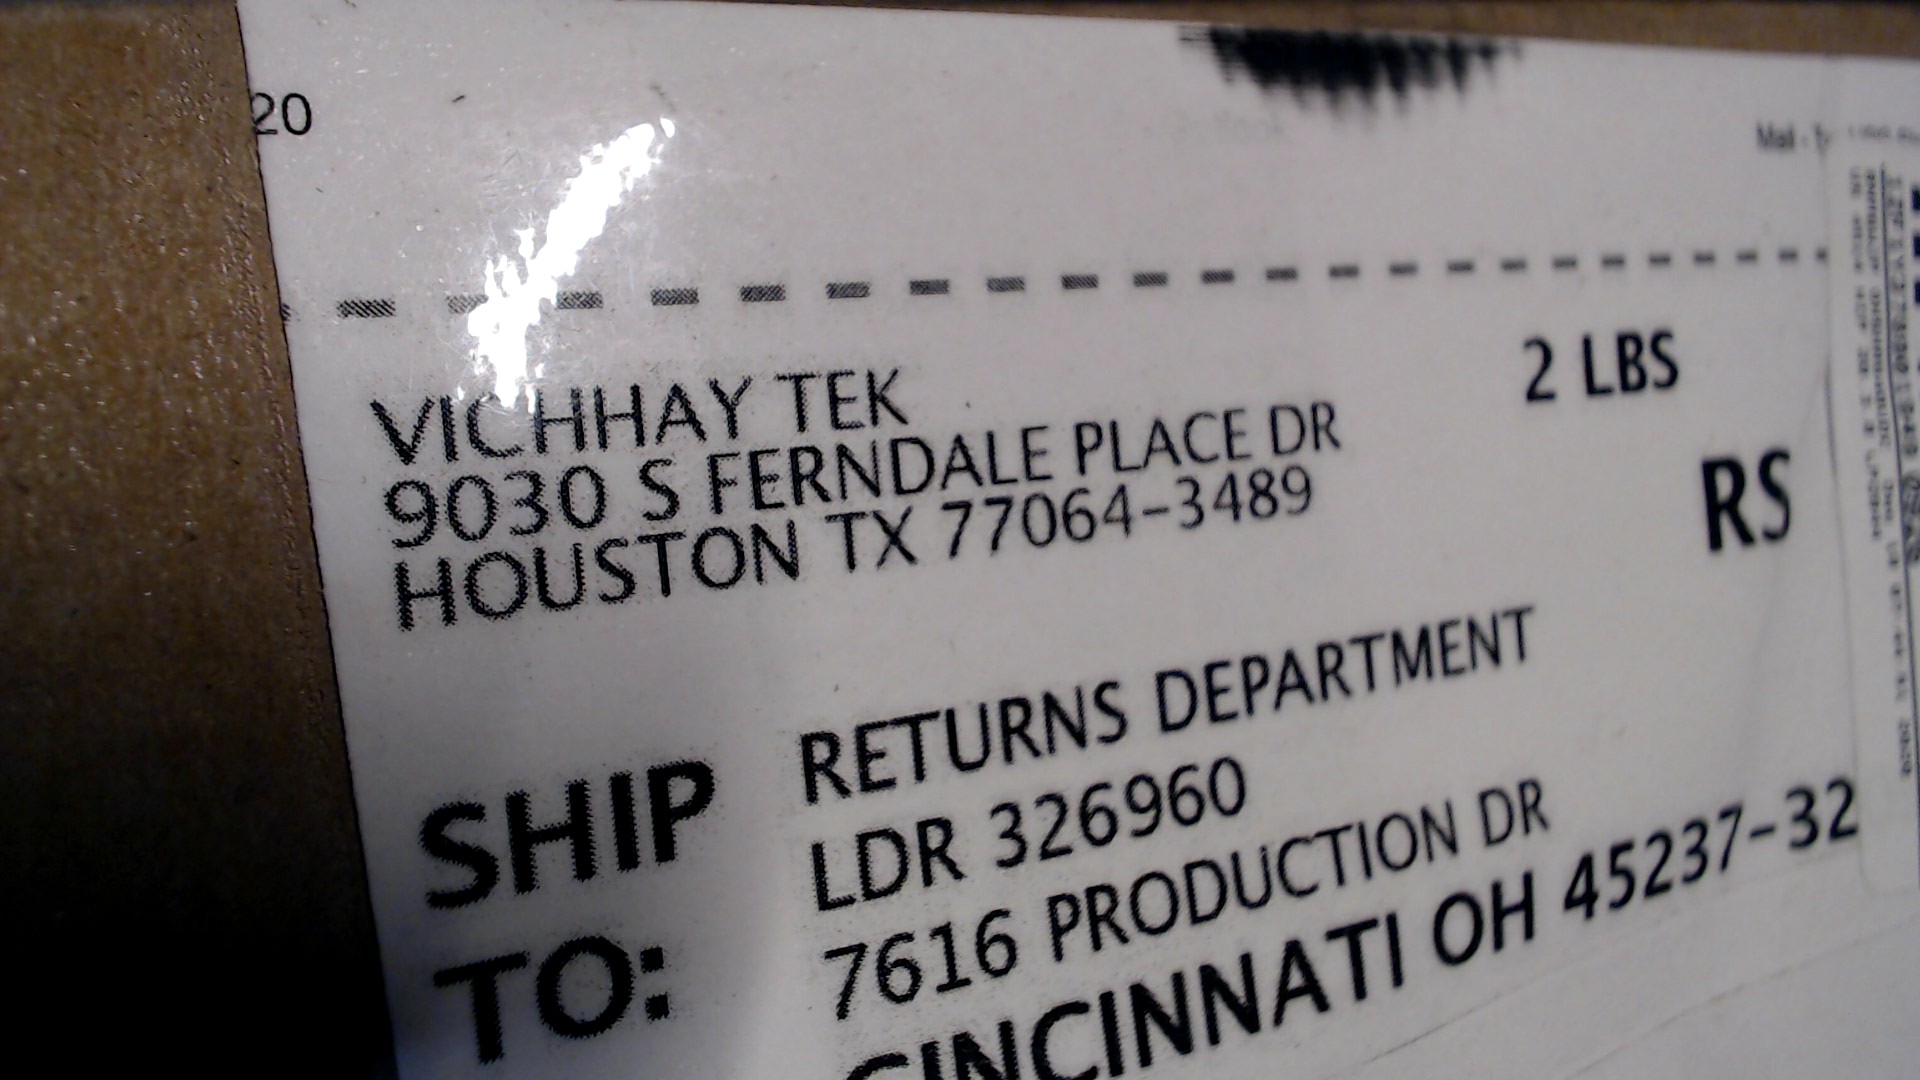 20
Mail -
VICHHAY TEK
9030 S FERNDALE PLACE DR
HOUSTON TX 77064-3489
2 LBS
RS
SHIP
TO:
RETURNS DEPARTMENT
LDR 326960
7616 PRODUCTION DR
CINCINNATI OH 45237-32